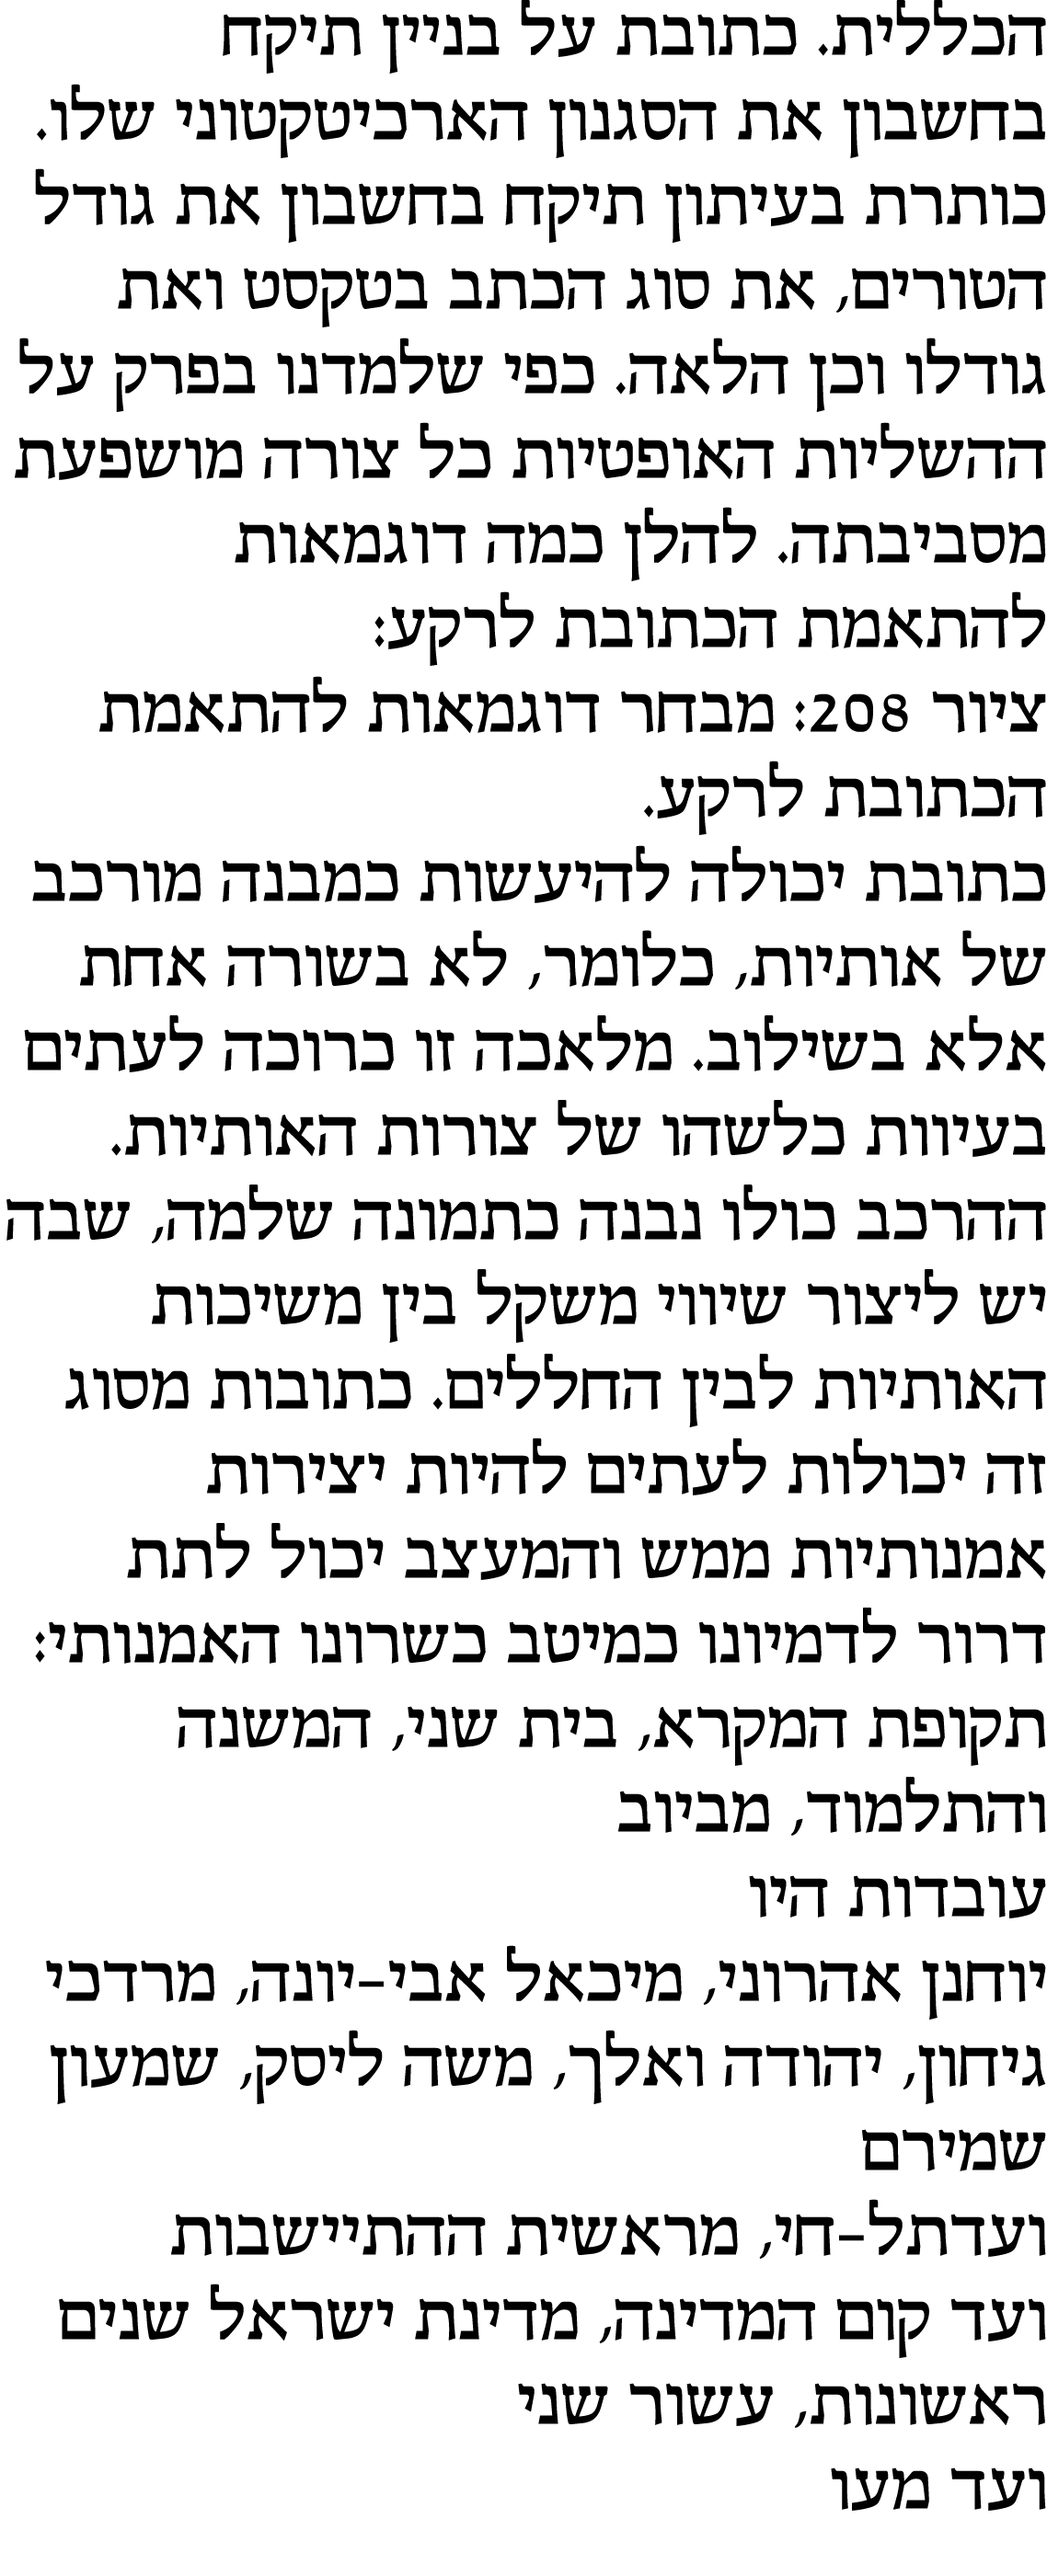 הכללית. כתובת על בניין תיקח
בחשבון את הסגנון הארכיטקטוני שלו.
כותרת בעיתון תיקח בחשבון את גודל
הטורים, את סוג הכתב בטקסט ואת
גודלו וכן הלאה. כפי שלמדנו בפרק על
ההשליות האופטיות כל צורה מושפעת
מסביבתה. להלן כמה דוגמאות
להתאמת הכתובת לרקע:
ציור 208: מבחר דוגמאות להתאמת
הכתובת לרקע.
כתובת יכולה להיעשות כמבנה מורכב
של אותיות, כלומר, לא בשורה אחת
אלא בשילוב. מלאכה זו כרוכה לעתים
בעיוות כלשהו של צורות האותיות.
ההרכב כולו נבנה כתמונה שלמה, שבה
יש ליצור שיווי משקל בין משיכות
האותיות לבין החללים. כתובות מסוג
זה יכולות לעתים להיות יצירות
אמנותיות ממש והמעצב יכול לתת
דרור לדמיונו כמיטב כשרונו האמנותי:
תקופת המקרא, בית שני, המשנה
והתלמוד, מביוב
עובדות היו
יוחנן אהרוני, מיכאל אבי-יונה, מרדכי
גיחון, יהודה ואלך, משה ליסק, שמעון
שמירם
ועדתל-חי, מראשית ההתיישבות
ועד קום המדינה, מדינת ישראל שנים
ראשונות, עשור שני
ועד מעו